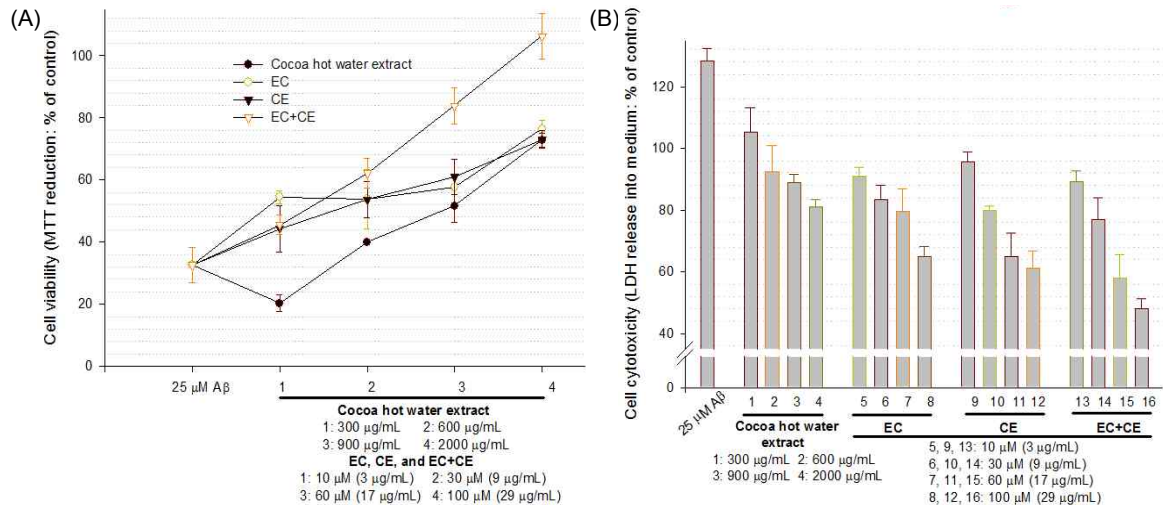 (A)
Cell viability (MTT reduction: % of control)
100
80
60
40
20
0
Cocoa hot water extract
EC
CE
EC+CE
25 µM Aβ
1
2
3
4
Cocoa hot water extract
1: 300 µg/mL 2: 600 µg/mL
3: 900 µg/mL 4: 2000 µg/mL
EC, CE, and EC+CE
1: 10 µM (3 µg/mL) 2: 30 µM (9 µg/mL)
3: 60 µM (17 µg/mL) 4: 100 µM (29 µg/mL)
(B)
Cell cytotoxicity (LDH release into medium: % of control)
120
100
80
60
40
0
25 µM Aβ
1 2 3 4
5 6 7 8
9 10 11 12
13 14 15 16
Cocoa hot water
extract
EC
CE
EC+CE
1: 300 µg/mL 2: 600 µg/mL
3: 900 µg/mL 4: 2000 µg/mL
5, 9, 13: 10 µM (3 µg/mL)
6, 10, 14: 30 µM (9 µg/mL)
7, 11, 15: 60 µM (17 µg/mL)
8, 12, 16: 100 µM (29 µg/mL)